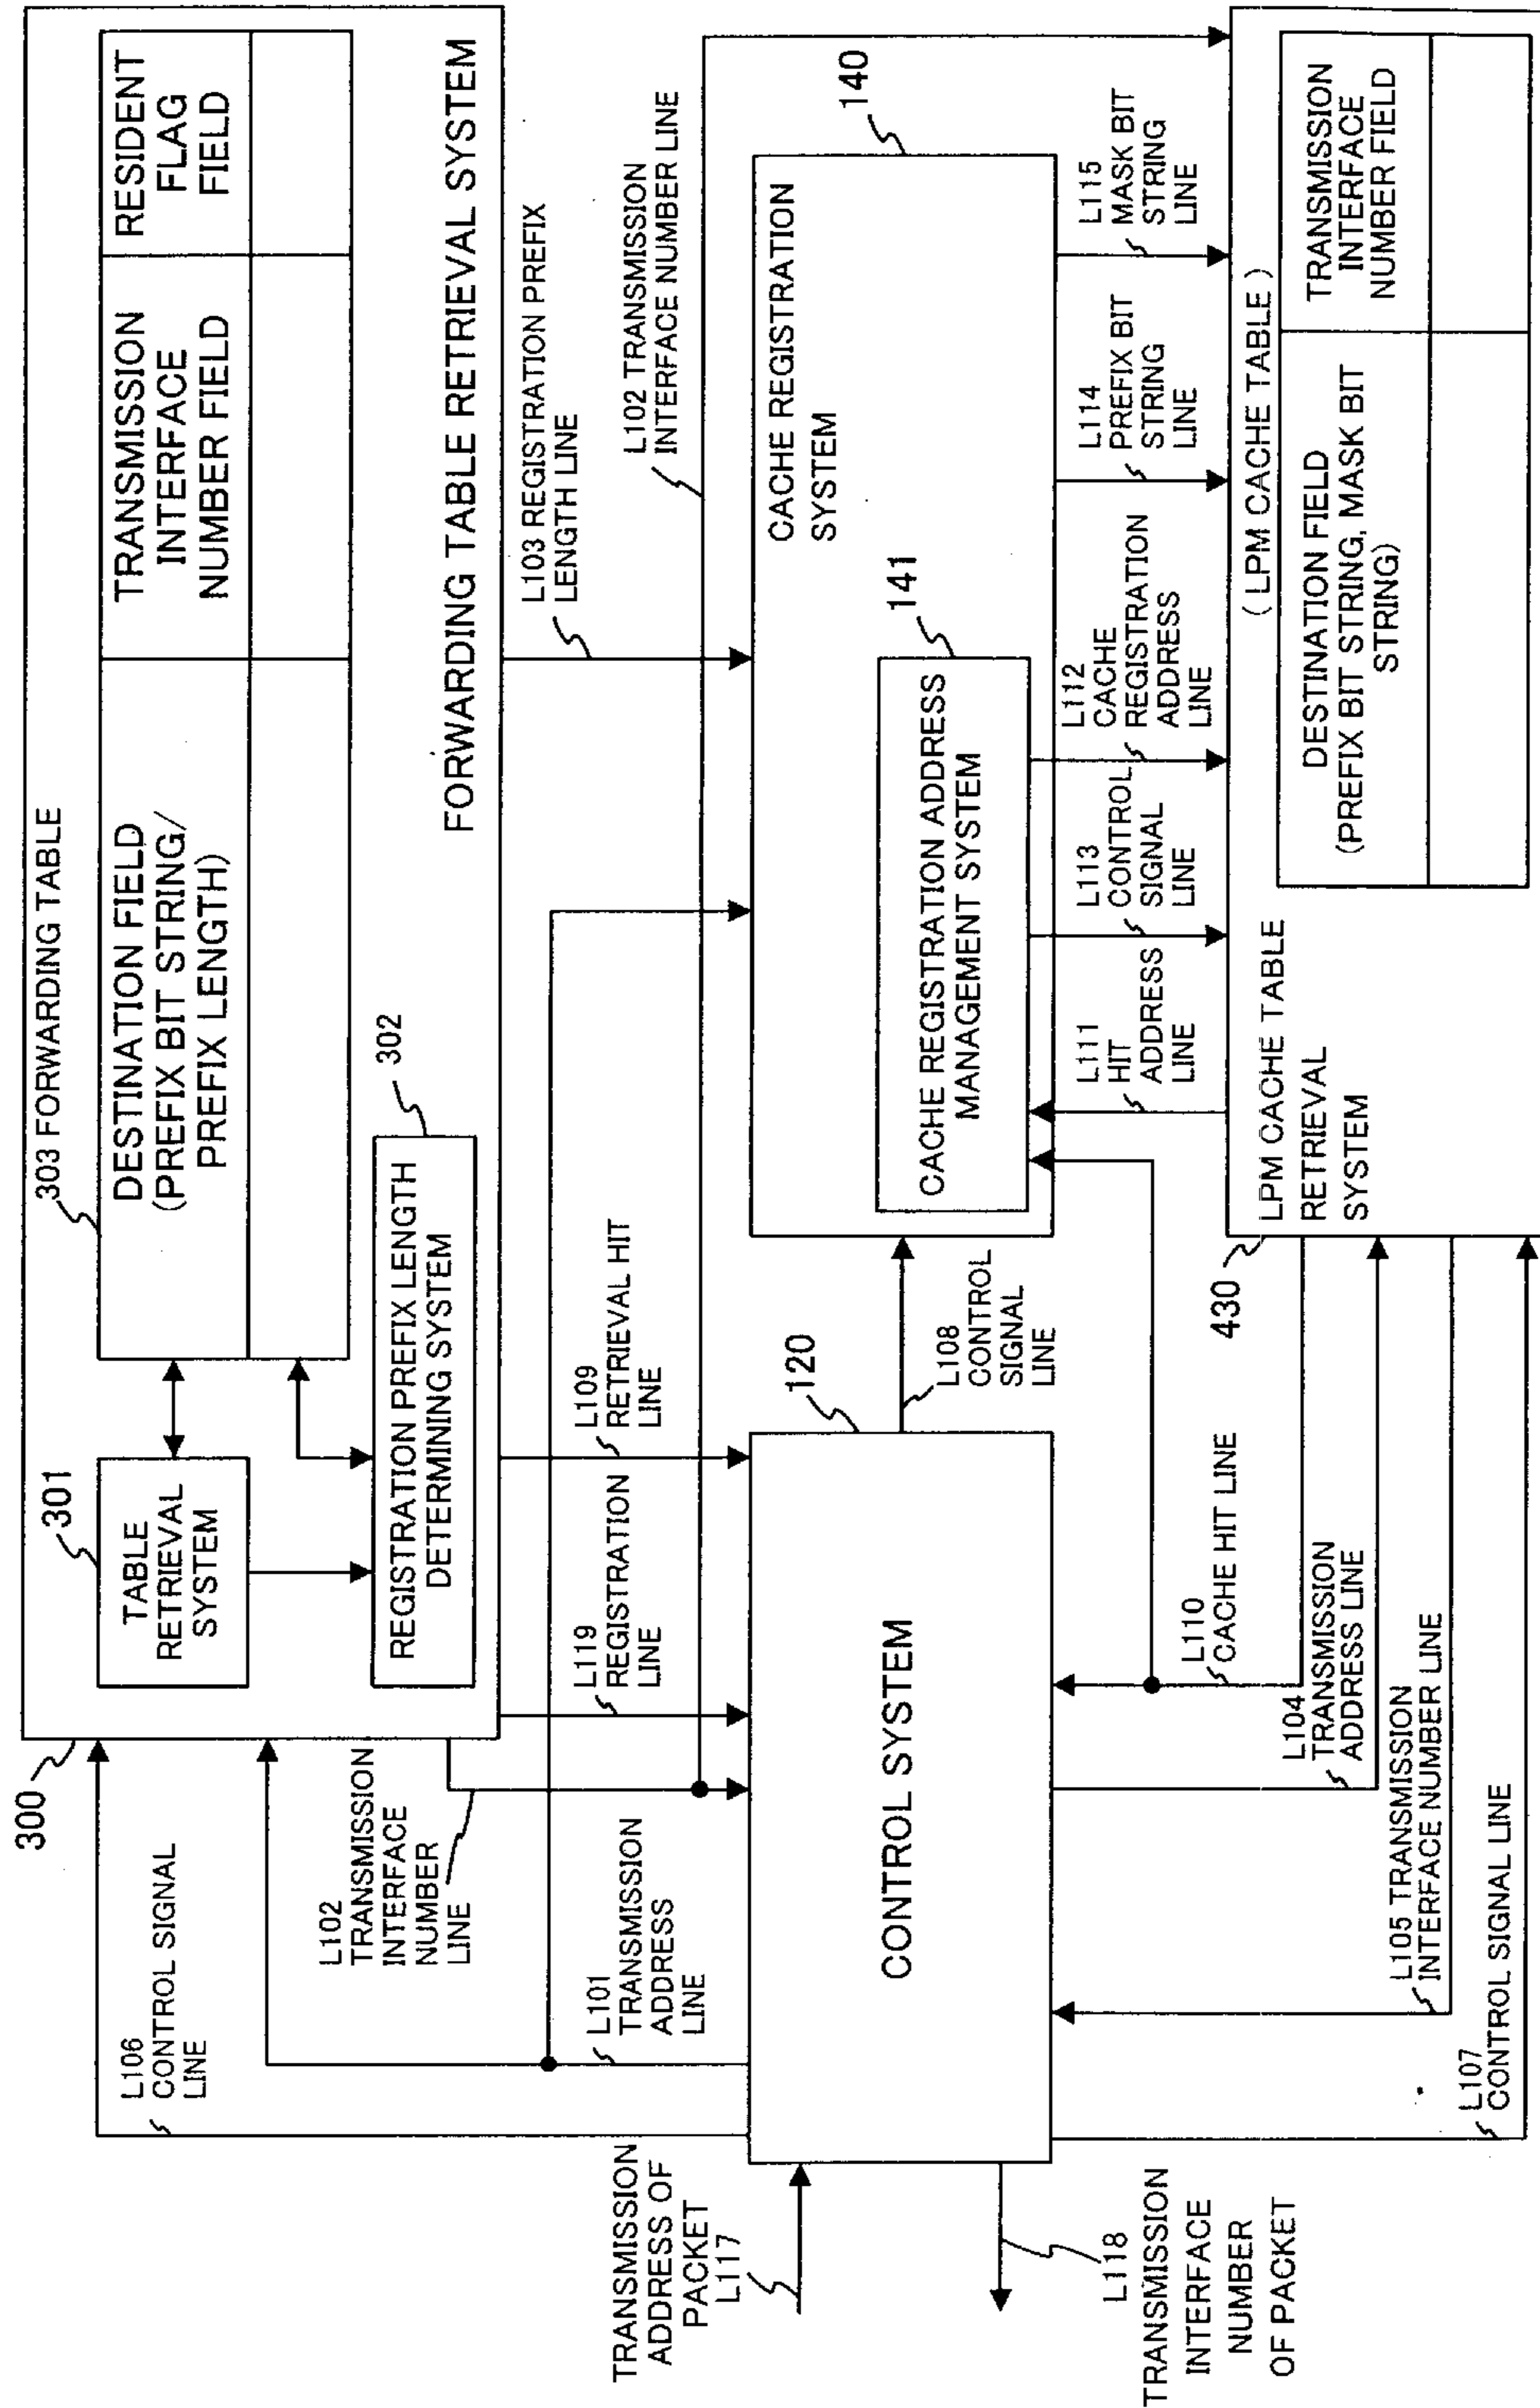 303 FORWARDING TABLE
DESTINATION FIELD
(PREFIX BIT STRING/
PREFIX LENGTH)
TRANSMISSION
INTERFACE
NUMBER FIELD
RESIDENT
FLAG
FIELD
301
TABLE
RETRIEVAL
SYSTEM
302
REGISTRATION PREFIX LENGTH
DETERMINING SYSTEM
FORWARDING TABLE RETRIEVAL SYSTEM
300
L106
CONTROL SIGNAL
LINE
L102
TRANSMISSION
INTERFACE
NUMBER
LINE
L101
TRANSMISSION
ADDRESS
LINE
L119
REGISTRATION
LINE
L109
RETRIEVAL HIT
LINE
L103 REGISTRATION PREFIX
LENGTH LINE
L102 TRANSMISSION
INTERFACE NUMBER LINE
TRANSMISSION
ADDRESS OF
PACKET
L117
L118
TRANSMISSION
INTERFACE
NUMBER
OF PACKET
CONTROL SYSTEM
120
L108
CONTROL
SIGNAL
LINE
CACHE REGISTRATION
SYSTEM
140
141
CACHE REGISTRATION ADDRESS
MANAGEMENT SYSTEM
L110
CACHE HIT LINE
L104
TRANSMISSION
ADDRESS LINE
L105 TRANSMISSION
INTERFACE NUMBER LINE
L107
CONTROL SIGNAL LINE
L111
HIT
ADDRESS
LINE
L113
CONTROL
SIGNAL
LINE
L112
CACHE
REGISTRATION
ADDRESS
LINE
L114
PREFIX BIT
STRING
LINE
L115
MASK BIT
STRING
LINE
430
LPM CACHE TABLE
RETRIEVAL
SYSTEM
( LPM CACHE TABLE )
DESTINATION FIELD
(PREFIX BIT STRING, MASK BIT
STRING)
TRANSMISSION
INTERFACE
NUMBER FIELD